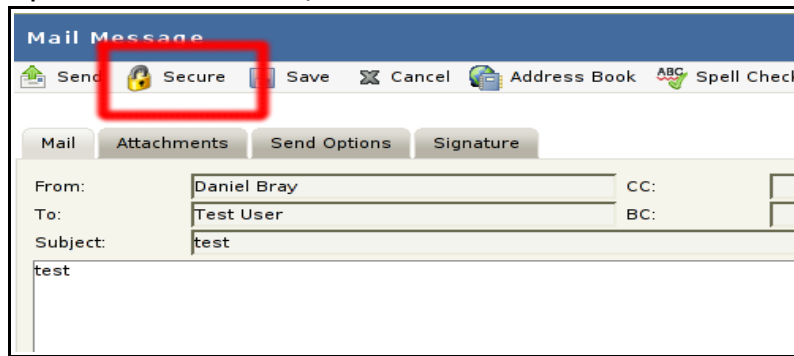 Mail Message
Send Secure Save Cancel Address Book ABC Spell Check
Mail Attachments Send Options Signature
From: Daniel Bray CC:
To: Test User BC:
Subject: test
test